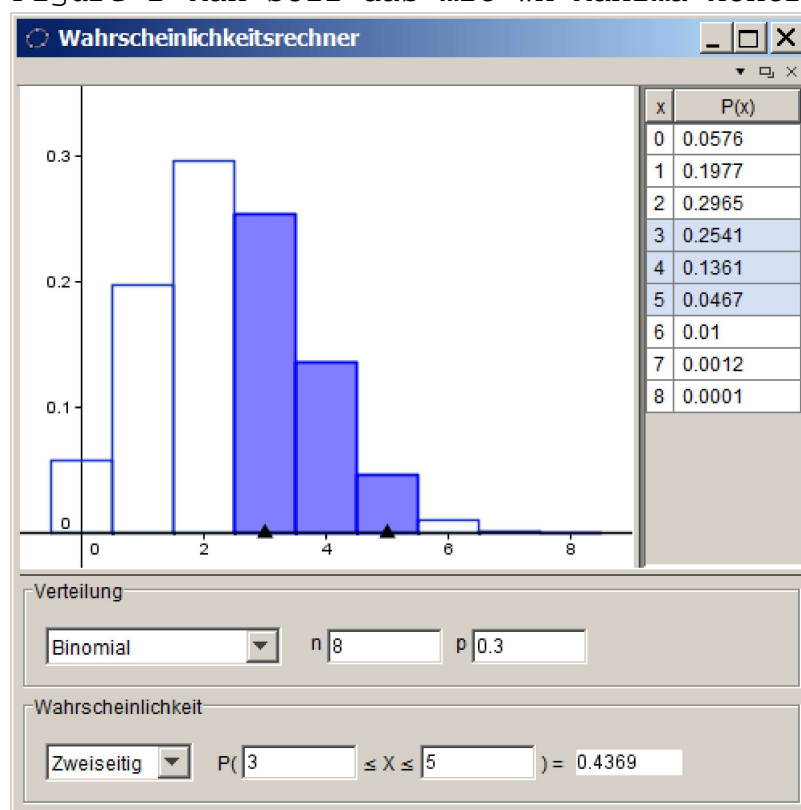 Wahrscheinlichkeitsrechner
x P(x)
0 0.0576
1 0.1977
2 0.2965
3 0.2541
4 0.1361
5 0.0467
6 0.01
7 0.0012
8 0.0001
0.3
0.2
0.1
0
0 2 4 6 8
Verteilung
Binomial n 8 p 0.3
Wahrscheinlichkeit
Zweiseitig P( 3 ≤ X ≤ 5 ) = 0.4369